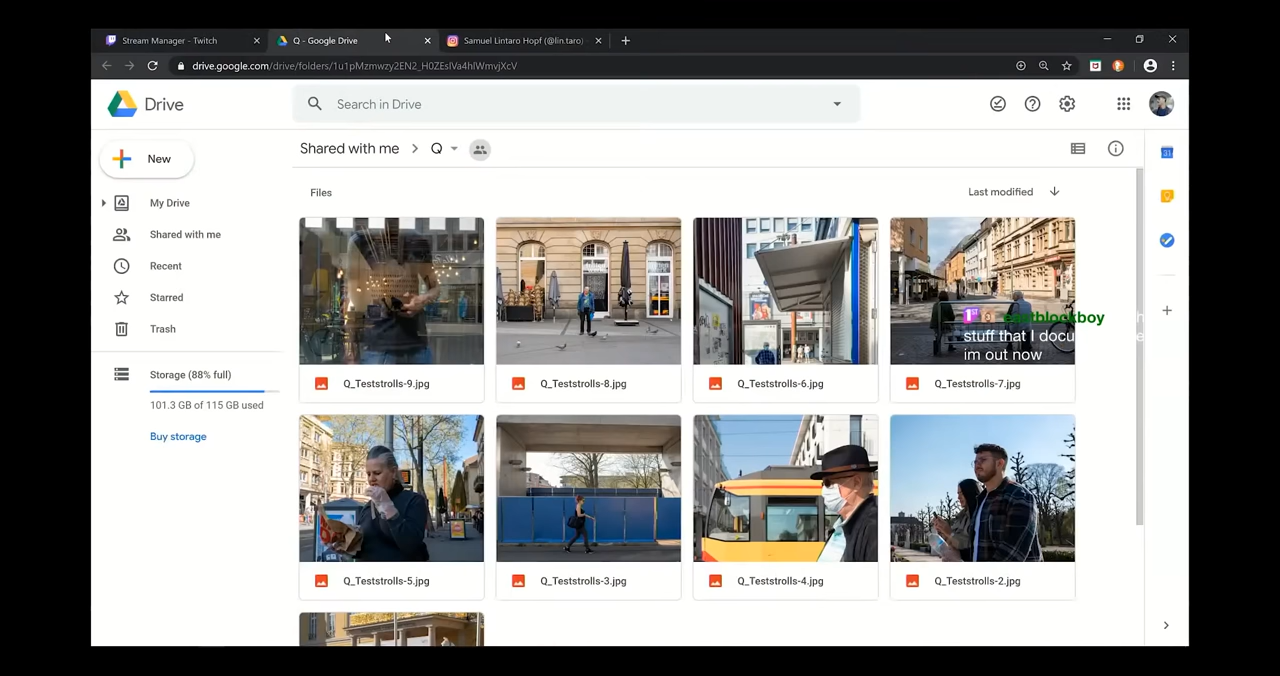 Stream Manager - Twitch
Q - Google Drive
Samuel Lintaro Hopf (@lin.taro)
drive.google.com/drive/folders/1u1pMzmwzy2EN2_H0ZEsIVa4hIWmvjXcV
Drive
Search in Drive
New
Shared with me > Q
My Drive
Shared with me
Recent
Starred
Trash
Storage (88% full)
101.3 GB of 115 GB used
Buy storage
Files
Last modified
31
Q_Teststrolls-9.jpg
Q_Teststrolls-8.jpg
Q_Teststrolls-6.jpg
Q_Teststrolls-7.jpg
1ST
stuff that I docu
im out now
Q_Teststrolls-5.jpg
Q_Teststrolls-3.jpg
Q_Teststrolls-4.jpg
Q_Teststrolls-2.jpg